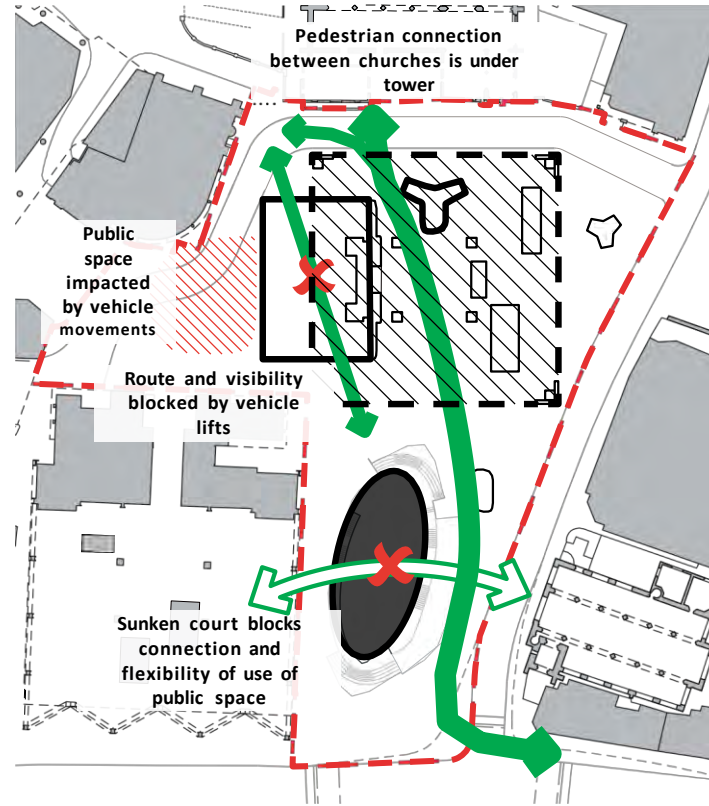 Pedestrian connection
between churches is under
tower
Public
space
impacted
by vehicle
movements
Route and visibility
blocked by vehicle
lifts
Sunken court blocks
connection and
flexibility of use of
public space